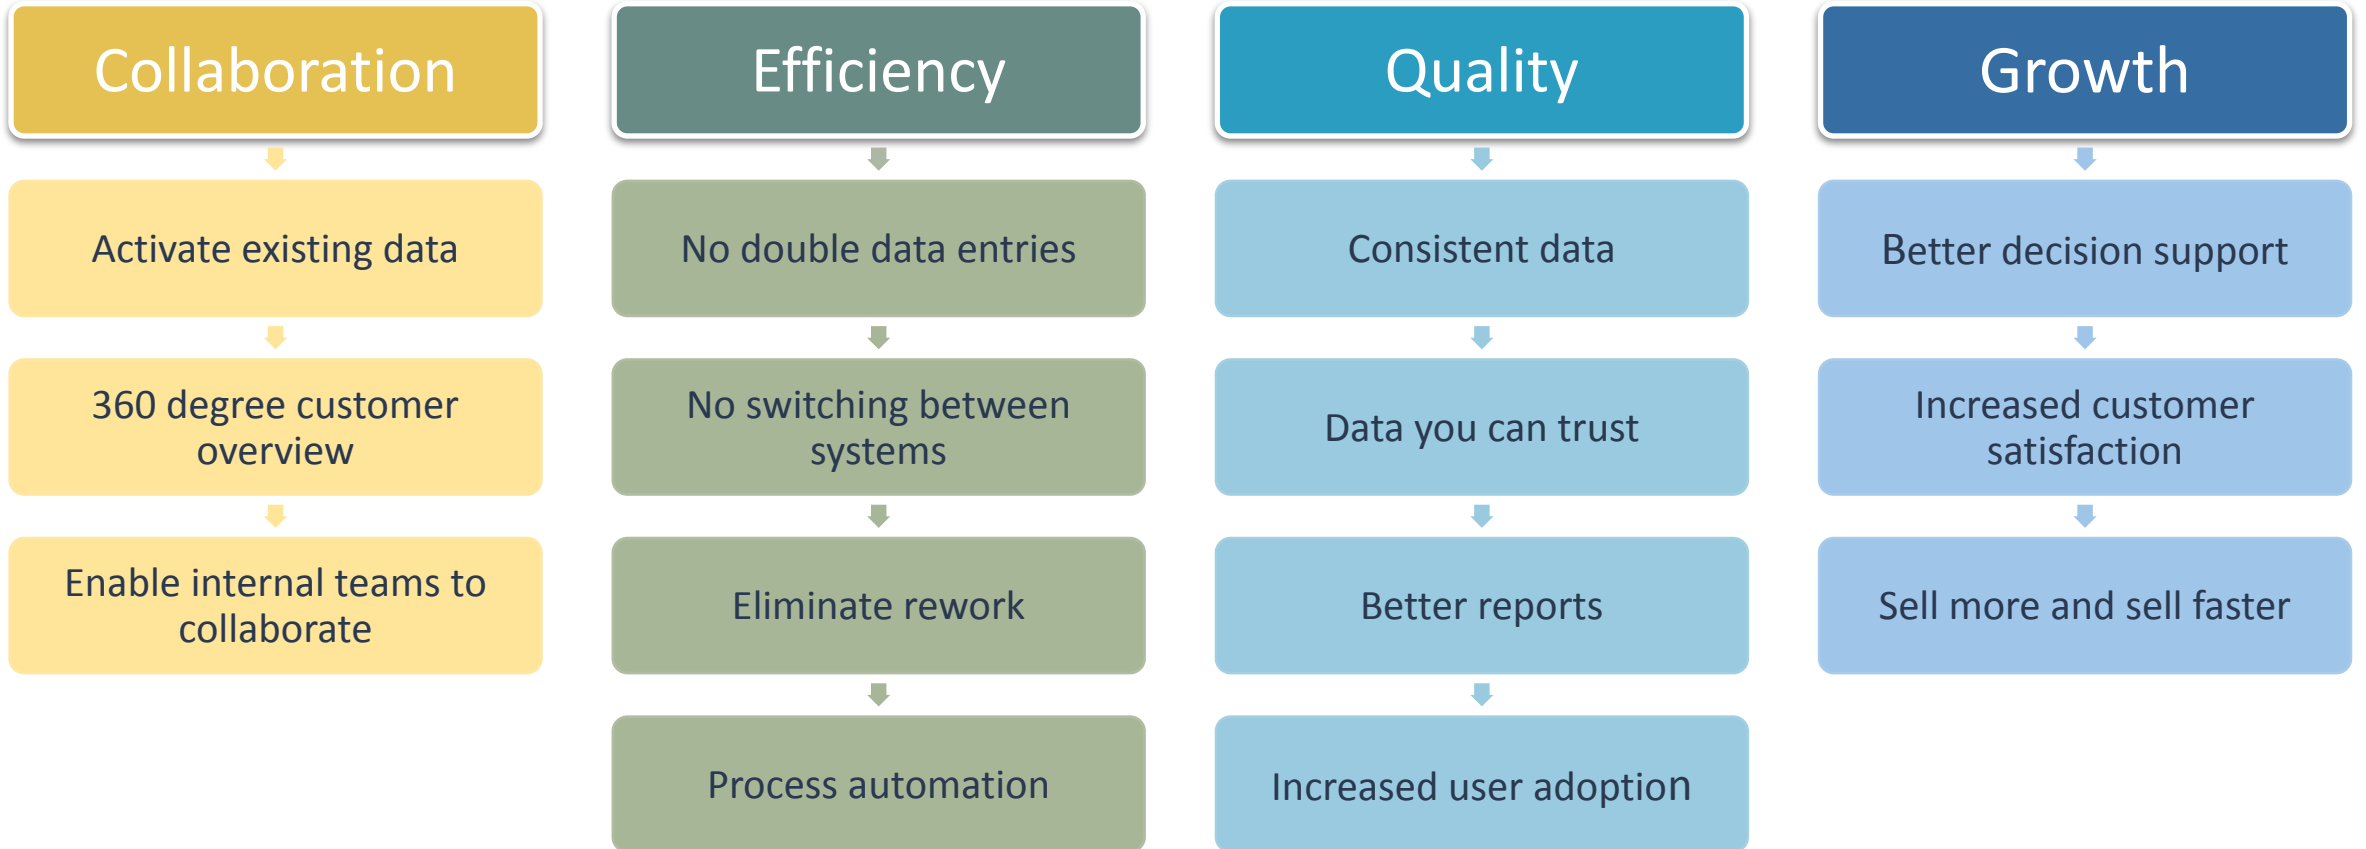 Collaboration
Activate existing data
360 degree customer
overview
Enable internal teams to
collaborate
Efficiency
No double data entries
No switching between
systems
Eliminate rework
Process automation
Quality
Consistent data
Data you can trust
Better reports
Increased user adoption
Growth
Better decision support
Increased customer
satisfaction
Sell more and sell faster